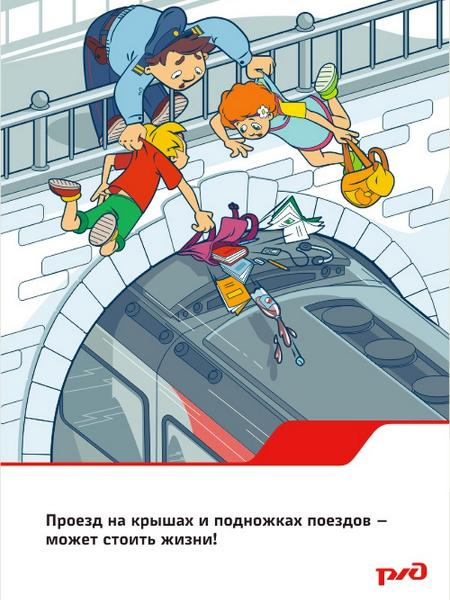 Проезд на крышах и подножках поездов –
может стоить жизни!
ржд